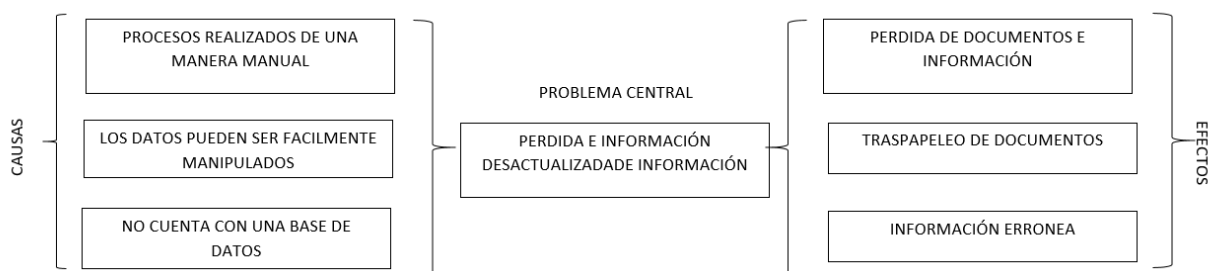 CAUSAS
PROCESOS REALIZADOS DE UNA
MANERA MANUAL
LOS DATOS PUEDEN SER FACILMENTE
MANIPULADOS
NO CUENTA CON UNA BASE DE
DATOS
PROBLEMA CENTRAL
PERDIDA E INFORMACIÓN
DESACTUALIZADADE INFORMACIÓN
PERDIDA DE DOCUMENTOS E
INFORMACIÓN
TRASPAPELEO DE DOCUMENTOS
INFORMACIÓN ERRONEA
EFECTOS